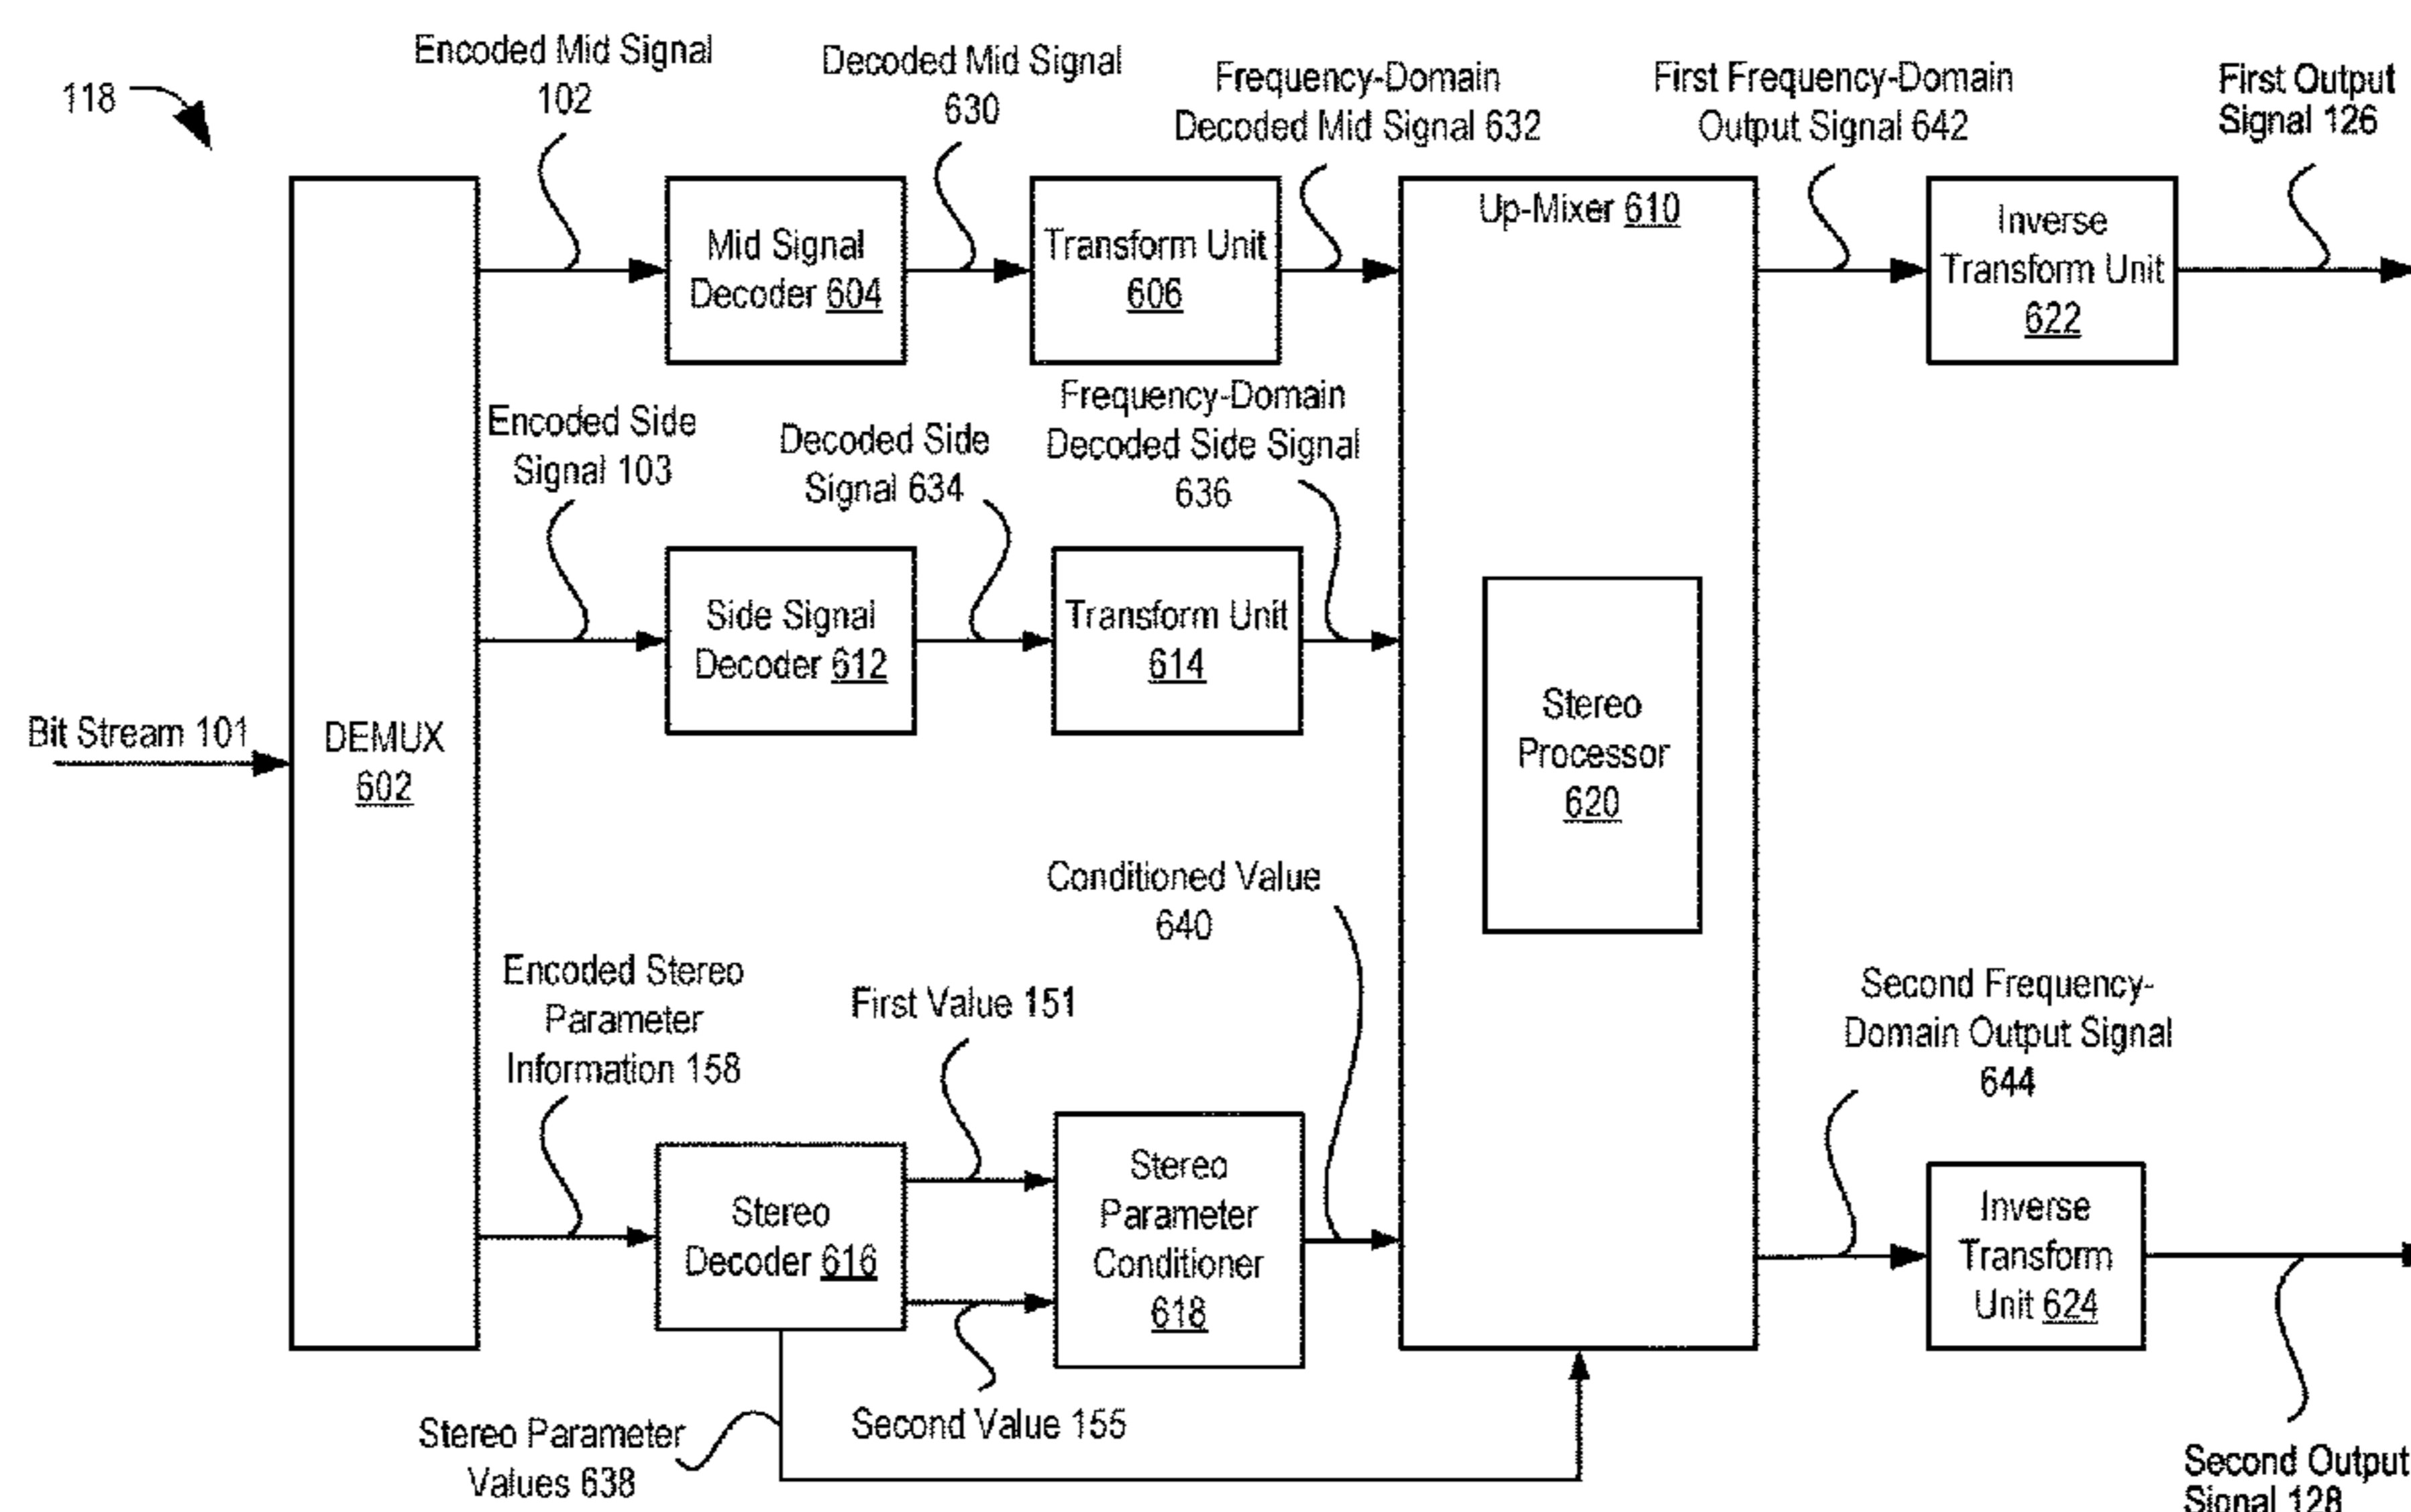 118
Encoded Mid Signal
102
Decoded Mid Signal
630
Frequency-Domain
Decoded Mid Signal 632
First Frequency-Domain
Output Signal 642
First Output
Signal 126
Mid Signal
Decoder 604
Transform Unit
606
Up-Mixer 610
Inverse
Transform Unit
622
Encoded Side
Signal 103
Decoded Side
Signal 634
Frequency-Domain
Decoded Side Signal
636
Side Signal
Decoder 612
Transform Unit
614
Stereo
Processor
620
Bit Stream 101
DEMUX
602
Conditioned Value
640
Encoded Stereo
Parameter
Information 158
First Value 151
Second Frequency-
Domain Output Signal
644
Stereo
Decoder 616
Stereo
Parameter
Conditioner
618
Inverse
Transform
Unit 624
Stereo Parameter
Values 638
Second Value 155
Second Output
Signal 128